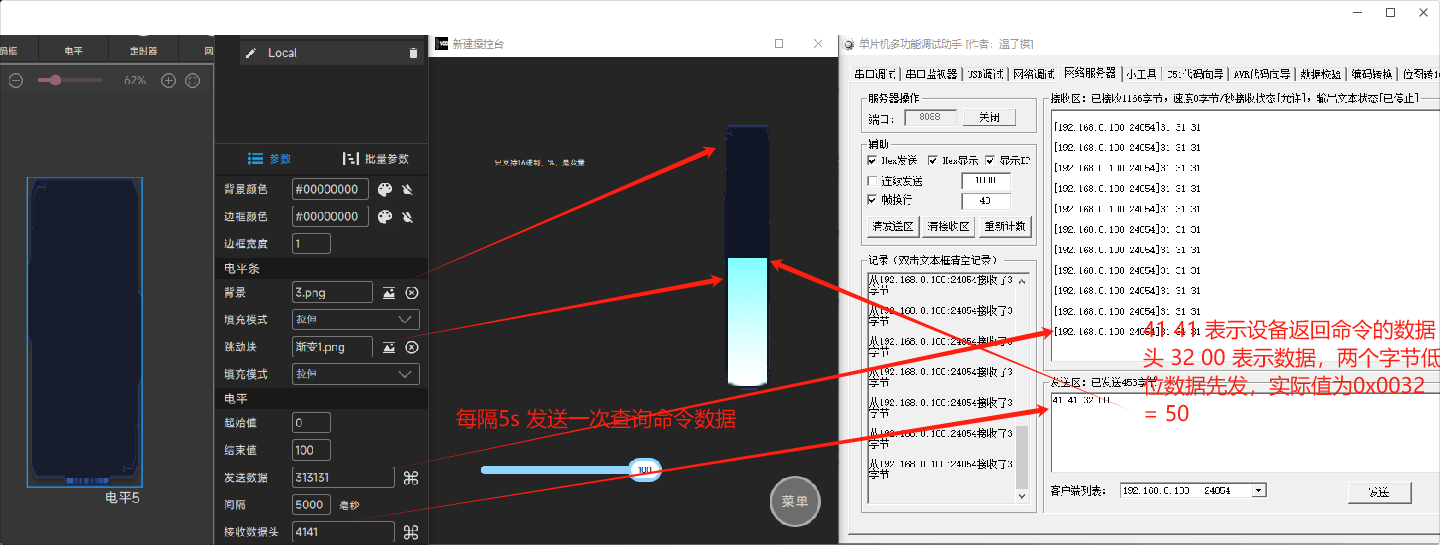 码框
电平
定时器
网
62%
电平5
Local
参数
批量参数
背景颜色
#00000000
边框颜色
#00000000
边框宽度
1
电平条
背景
3.png
填充模式
拉伸
跳动块
渐变1.png
填充模式
拉伸
电平
起始值
0
结束值
100
发送数据
313131
间隔
5000
毫秒
接收数据头
4141
新建操控台
只支持16进制、%、是变量
每隔5s 发送一次查询命令数据
100
菜单
单片机多功能调试助手 [作者：温子祺]
串口调试
串口监视器
USB调试
网络调试
网络服务器
小工具
C51代码向导
AVR代码向导
数据校验
编码转换
位图转1
服务器操作
端口：
8088
关闭
辅助
Hex发送
Hex显示
显示IP
连续发送
1000
帧换行
40
清发送区
清接收区
重新计数
记录（双击文本框清空记录）
从192.168.0.100:24054接收了3
字节
从192.168.0.100:24054接收了3
字节
从192.168.0.100:24054接收了3
字节
从192.168.0.100:24054接收了3
字节
从192.168.0.100:24054接收了3
字节
从192.168.0.100:24054接收了3
字节
从192.168.0.100:24054接收了3
字节
接收区：已接收1166字节，速度0字节/秒接收状态[允许]，输出文本状态[已停止]
[192.168.0.100 24054]31 31 31
[192.168.0.100 24054]31 31 31
[192.168.0.100 24054]31 31 31
[192.168.0.100 24054]31 31 31
[192.168.0.100 24054]31 31 31
[192.168.0.100 24054]31 31 31
[192.168.0.100 24054]31 31 31
[192.168.0.100 24054]31 31 31
[192.168.0.100 24054]31 31 31
[192.168.0.100 24054]31 31 31
[192.168.0.100 24054]31 31 31
41 41 表示设备返回命令的数据
头 32 00 表示数据，两个字节低
位数据先发，实际值为0x0032
= 50
发送区：已发送453字节
41 41 32 00
客户端列表：
192.168.0.100 24054
发送